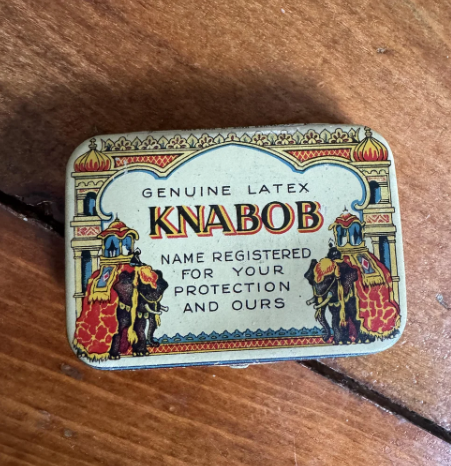 GENUINE LATEX
KNABOB
NAME REGISTERED
FOR YOUR
PROTECTION
AND OURS